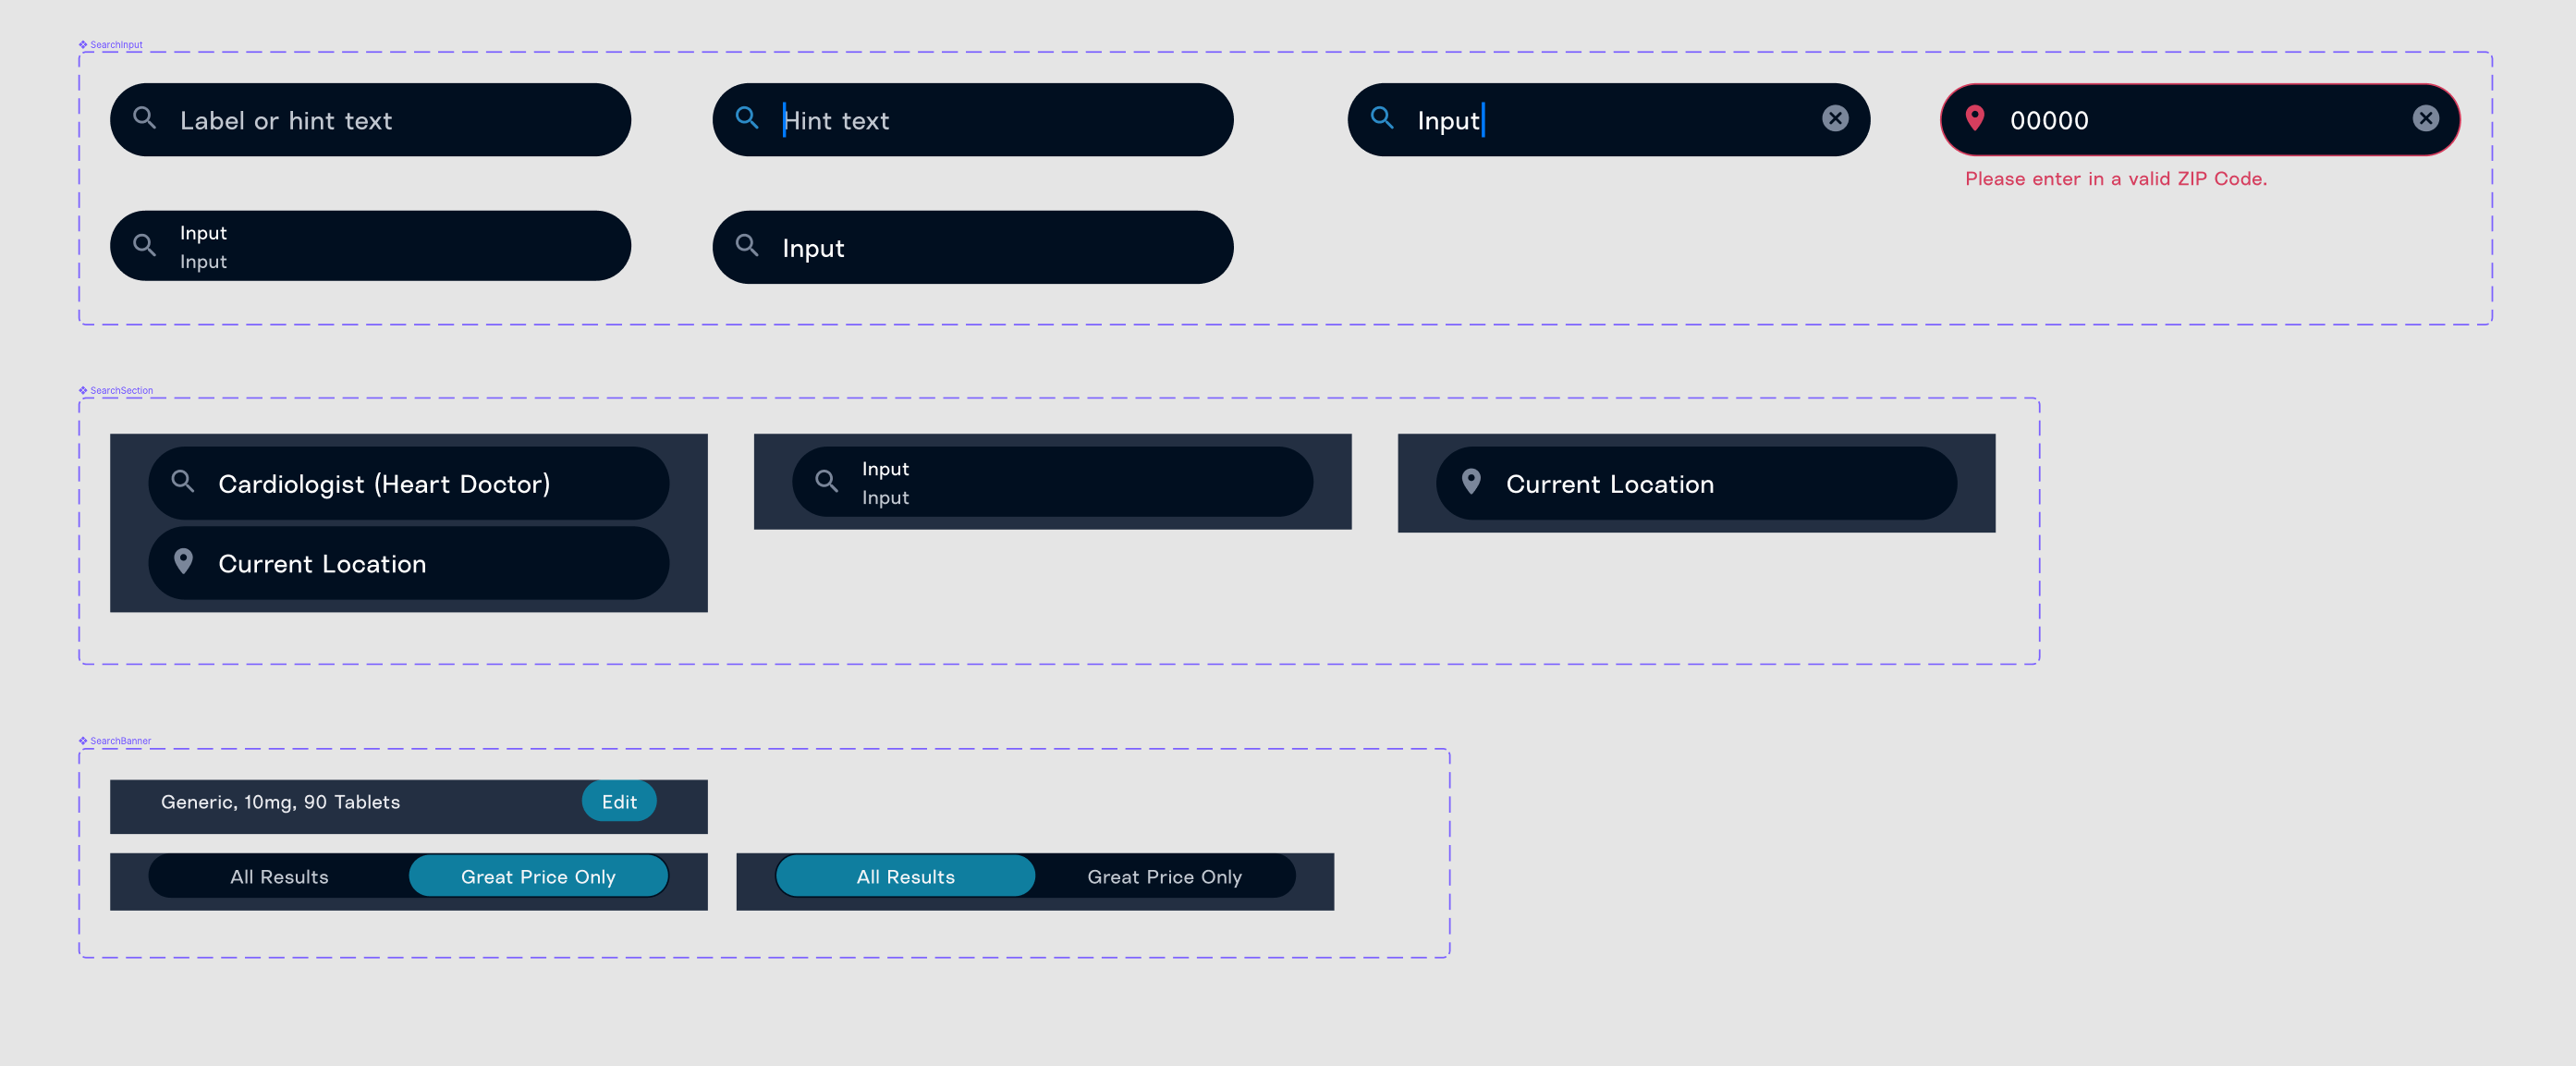 SearchInput
Label or hint text
Hint text
Input
00000
Please enter in a valid ZIP Code.
Input
Input
Input
SearchSection
Cardiologist (Heart Doctor)
Current Location
Input
Input
Current Location
SearchBanner
Generic, 10mg, 90 Tablets
Edit
All Results
Great Price Only
All Results
Great Price Only